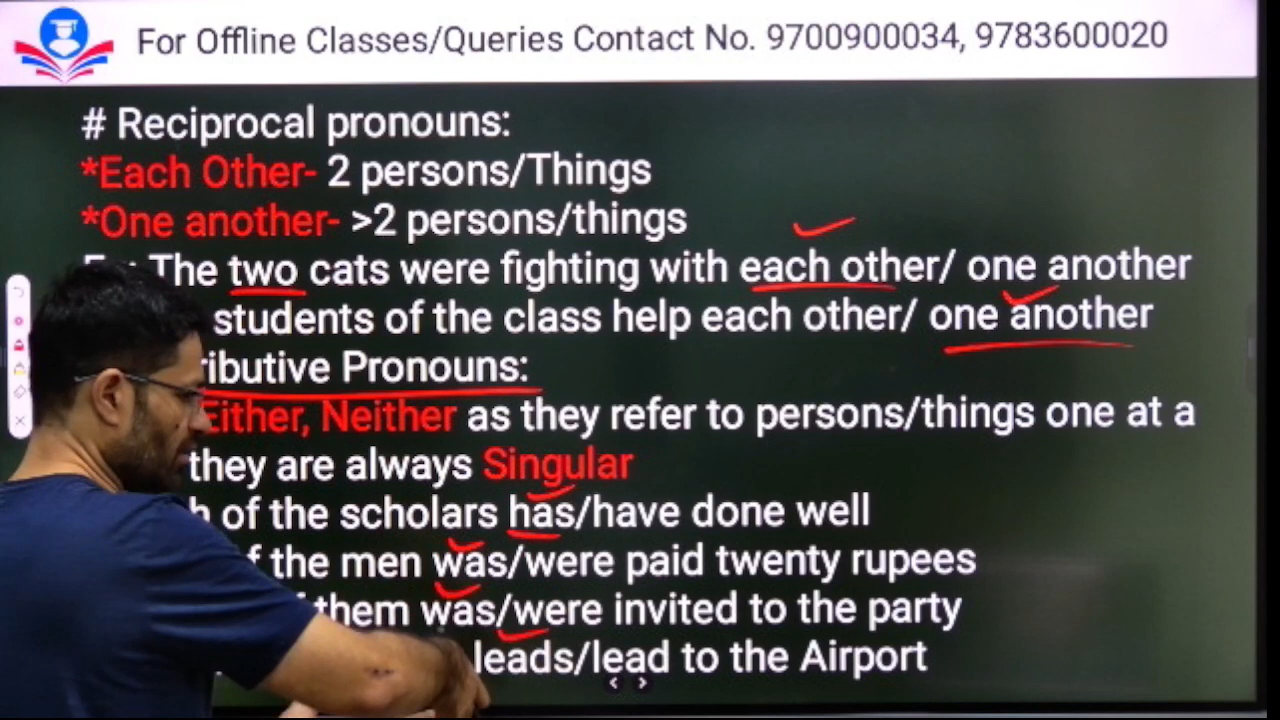 For Offline Classes/Queries Contact No. 9700900034, 9783600020
# Reciprocal pronouns:
*Each Other- 2 persons/Things
*One another- >2 persons/things
The two cats were fighting with each other/ one another
students of the class help each other/ one another
ributive Pronouns:
Either, Neither as they refer to persons/things one at a
they are always Singular
h of the scholars has/have done well
f the men was/were paid twenty rupees
f them was/were invited to the party
leads/lead to the Airport